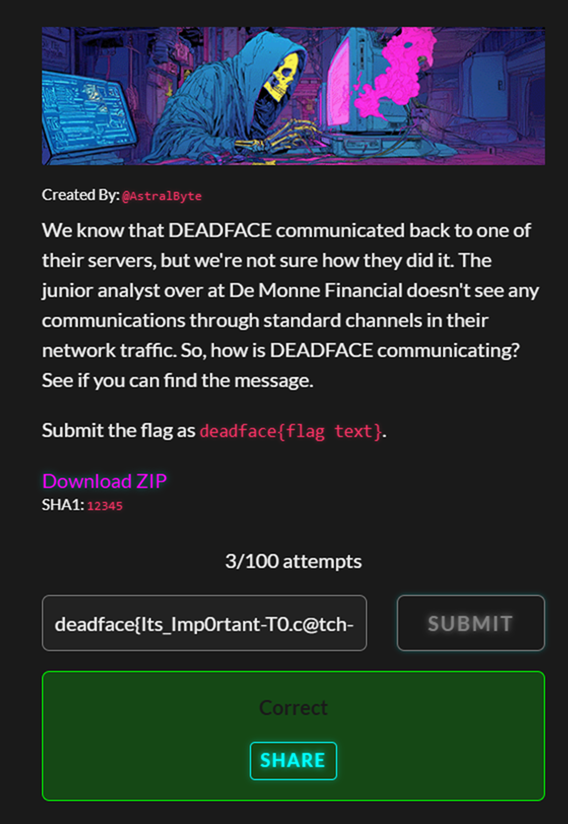 Created By: @AstralByte
We know that DEADFACE communicated back to one of
their servers, but we're not sure how they did it. The
junior analyst over at De Monne Financial doesn't see any
communications through standard channels in their
network traffic. So, how is DEADFACE communicating?
See if you can find the message.
Submit the flag as deadface{flag text}.
Download ZIP
SHA1: 12345
3/100 attempts
deadface{Its_Imp0rtant-T0.c@tch-
SUBMIT
Correct
SHARE